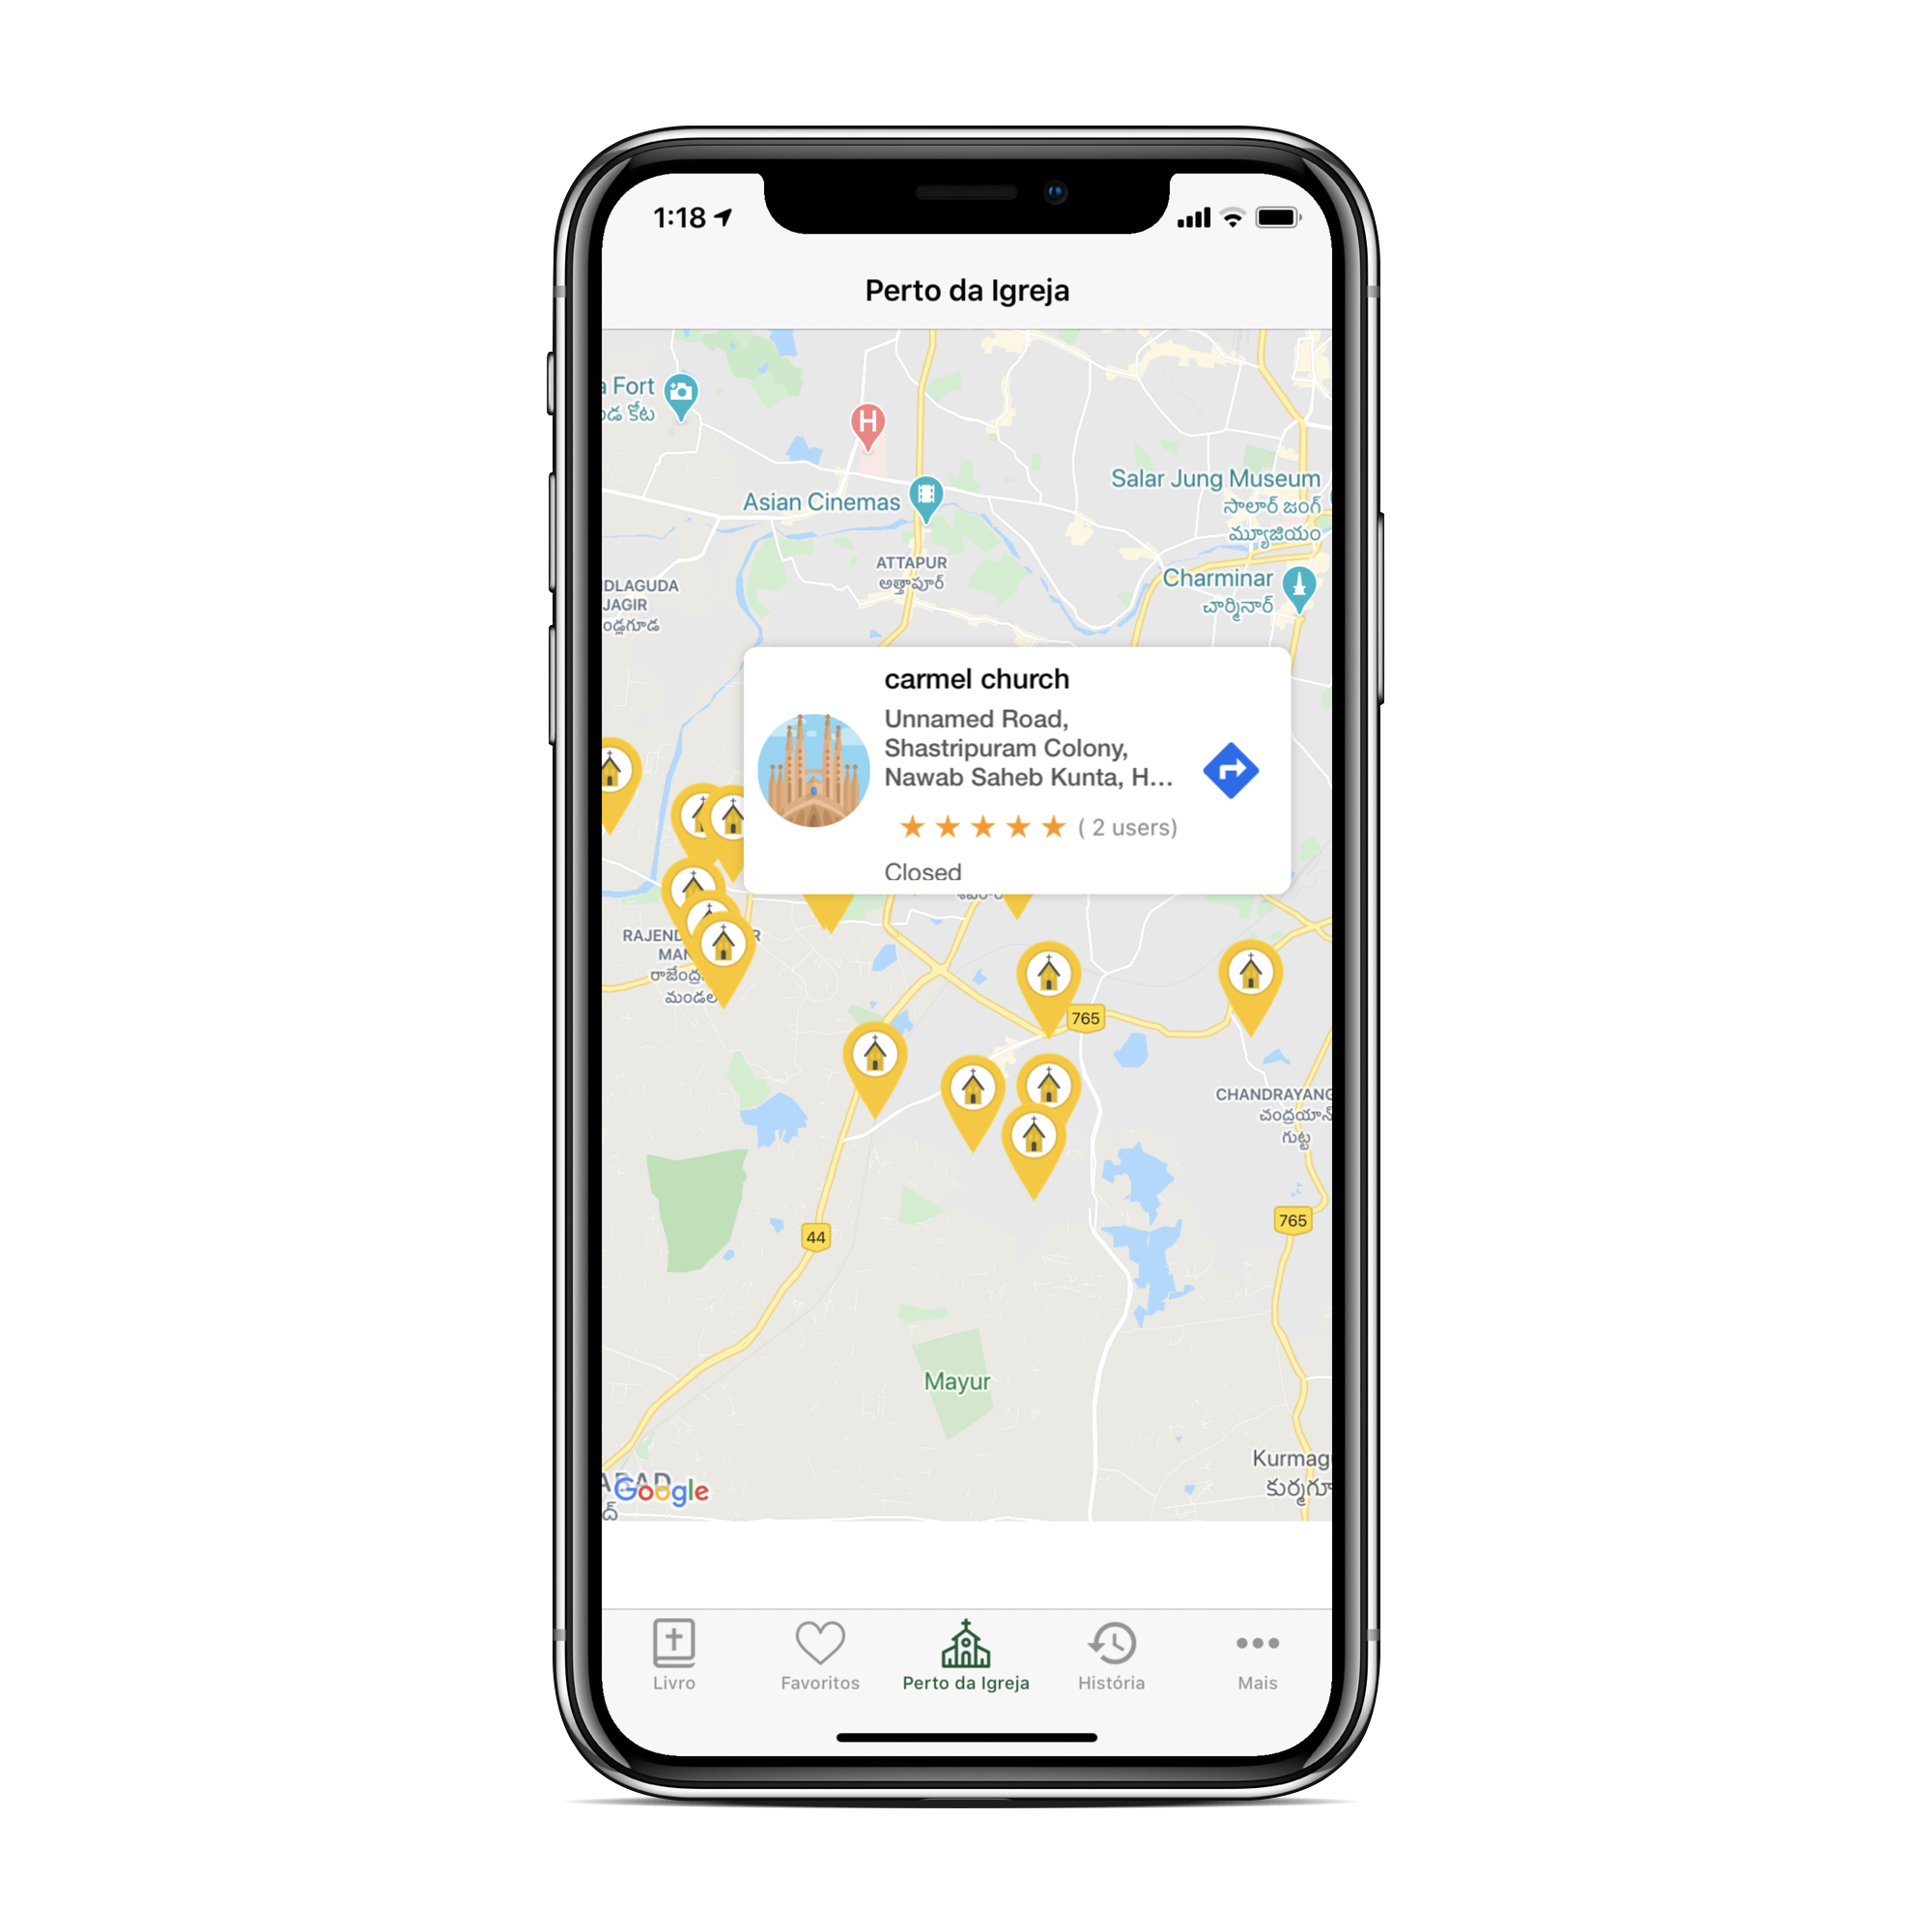 1:18
Perto da Igreja
a Fort
డ కోట
H
Asian Cinemas
Salar Jung Museum
సాలార్ జంగ్
మ్యూజియం
ATTAPUR
అత్తాపూర్
Charminar
చార్మినార్
DLAGUDA
JAGIR
carmel church
Unnamed Road,
Shastripuram Colony,
Nawab Saheb Kunta, H...
( 2 users)
Closed
RAJEND
R
MAN
రాజేంద్ర
మండల
765
CHANDRAYANG
చంద్రయాన్
గుట్ట
765
44
Mayur
Kurmag
కుర్మగూ
ABAD
Google
ద్
Livro
Favoritos
Perto da Igreja
História
Mais